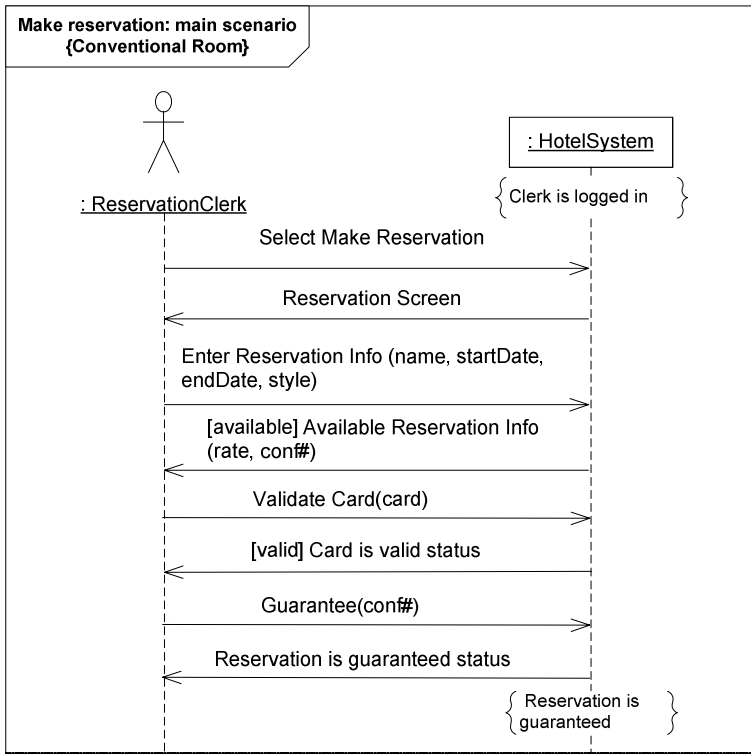 Make reservation: main scenario
{Conventional Room}
: HotelSystem
{ Clerk is logged in }
: ReservationClerk
Select Make Reservation
Reservation Screen
Enter Reservation Info (name, startDate,
endDate, style)
[available] Available Reservation Info
(rate, conf#)
Validate Card(card)
[valid] Card is valid status
Guarantee(conf#)
Reservation is guaranteed status
{ Reservation is
guaranteed }